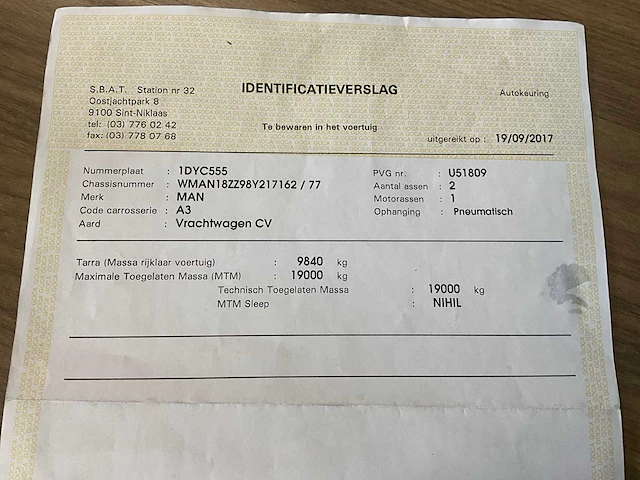 IDENTIFICATIEVERSLAG
S.B.A.T. Station nr 32
Autokeuring
Oostjachtpark 8
9100 Sint-Niklaas
tel: (03) 776 02 42
Te bewaren in het voertuig
fax: (03) 778 07 68
uitgereikt op : 19/09/2017
Nummerplaat : 1DYC555
PVG nr. : U51809
Chassisnummer : WMAN18ZZ98Y217162 / 77
Aantal assen : 2
Merk : MAN
Motorassen : 1
Code carrosserie : A3
Ophanging : Pneumatisch
Aard : Vrachtwagen CV
Tarra (Massa rijklaar voertuig) : 9840 kg
Maximale Toegelaten Massa (MTM) : 19000 kg
Technisch Toegelaten Massa : 19000 kg
MTM Sleep : NIHIL